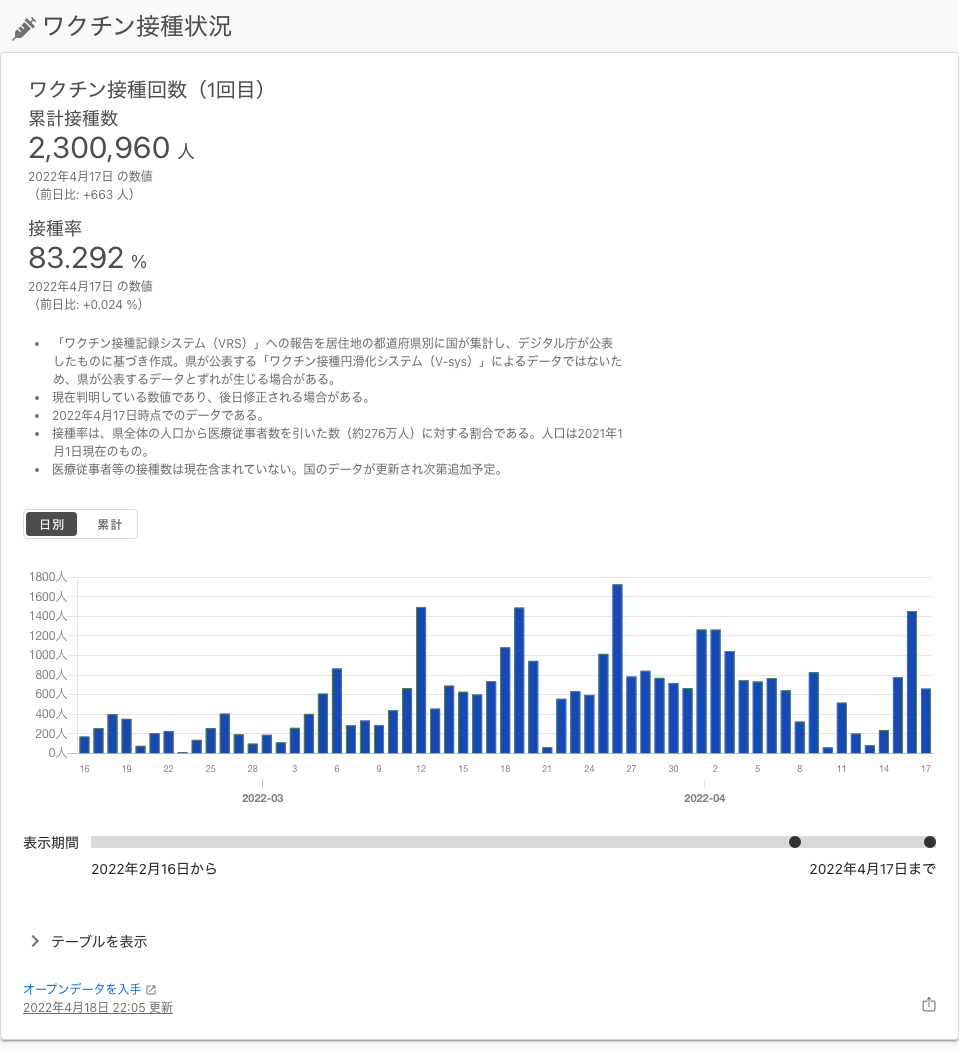 ワクチン接種状況
ワクチン接種回数（1回目）
累計接種数
2,300,960 人
2022年4月17日 の数値
（前日比: +663 人）
接種率
83.292 %
2022年4月17日 の数値
（前日比: +0.024 %）
• 「ワクチン接種記録システム（VRS）」への報告を居住地の都道府県別に国が集計し、デジタル庁が公表
したものに基づき作成。県が公表する「ワクチン接種円滑化システム（V-sys）」によるデータではないた
め、県が公表するデータとずれが生じる場合がある。
• 現在判明している数値であり、後日修正される場合がある。
• 2022年4月17日時点でのデータである。
• 接種率は、県全体の人口から医療従事者数を引いた数（約276万人）に対する割合である。人口は2021年1
月1日現在のもの。
• 医療従事者等の接種数は現在含まれていない。国のデータが更新され次第追加予定。
日別 累計
1800人
1600人
1400人
1200人
1000人
800人
600人
400人
200人
0人
16 19 22 25 28 3 6 9 12 15 18 21 24 27 30 2 5 8 11 14 17
2022-03 2022-04
表示期間
2022年2月16日から 2022年4月17日まで
テーブルを表示
オープンデータを入手
2022年4月18日 22:05 更新